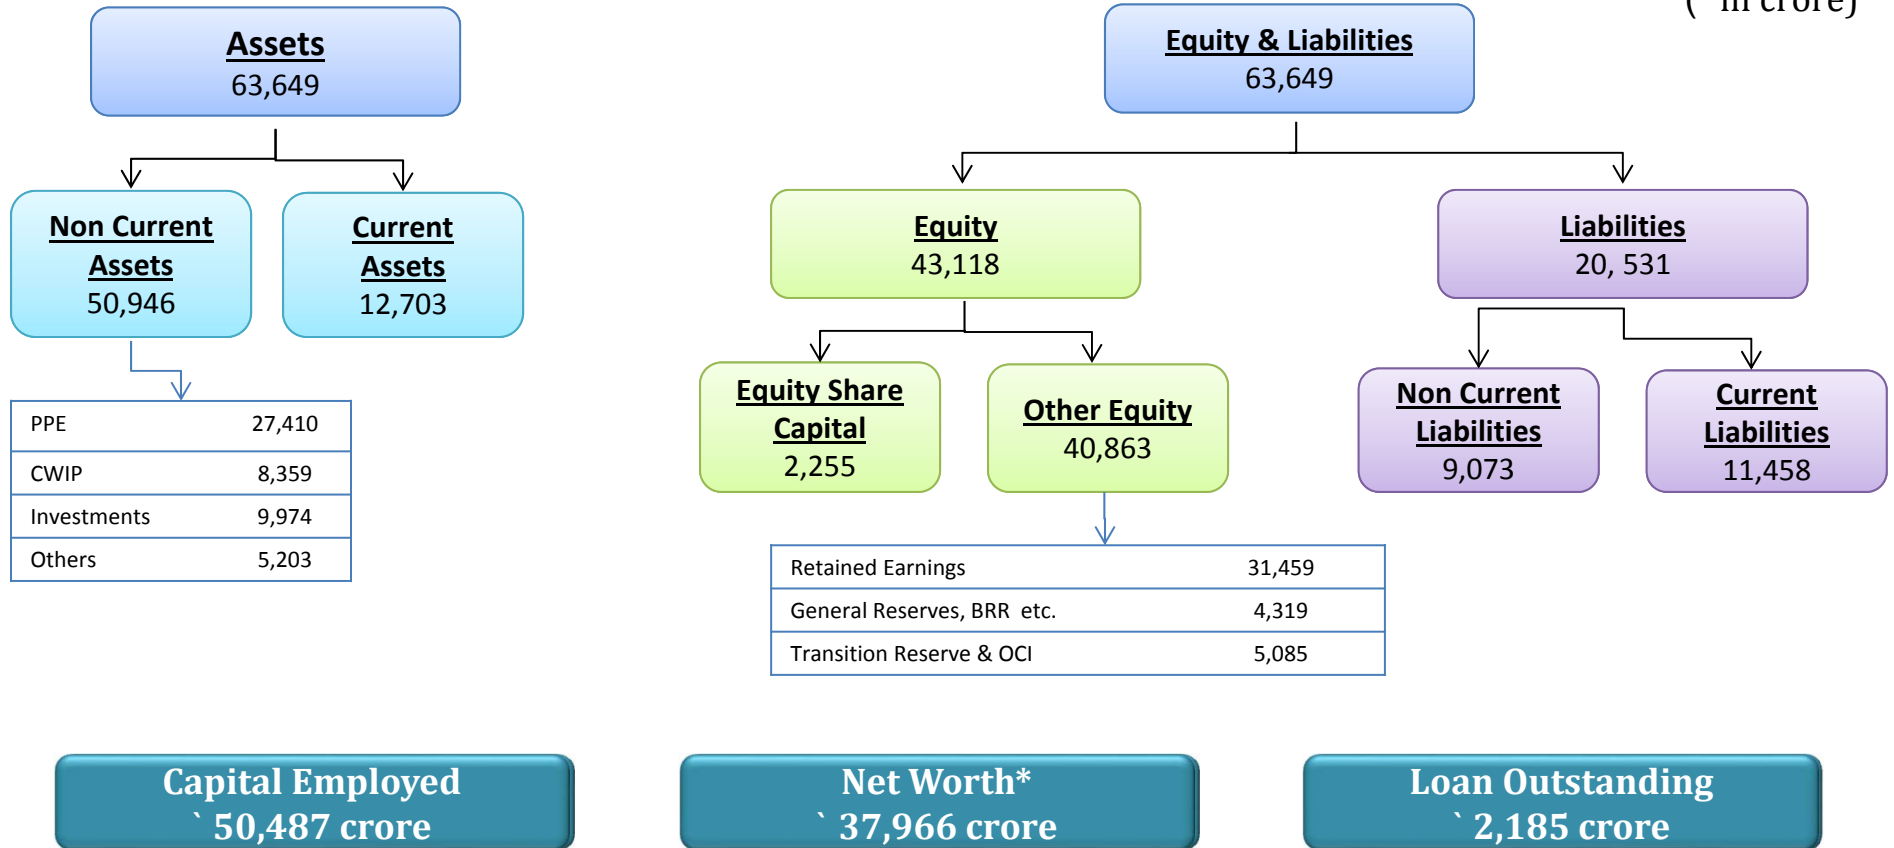 ( ` in crore)
Assets
63,649
Equity & Liabilities
63,649
Non Current
Assets
50,946
Current
Assets
12,703
Equity
43,118
Liabilities
20, 531
Equity Share
Capital
2,255
Other Equity
40,863
Non Current
Liabilities
9,073
Current
Liabilities
11,458
PPE 27,410
CWIP 8,359
Investments 9,974
Others 5,203
Retained Earnings 31,459
General Reserves, BRR etc. 4,319
Transition Reserve & OCI 5,085
Capital Employed
` 50,487 crore
Net Worth*
` 37,966 crore
Loan Outstanding
` 2,185 crore